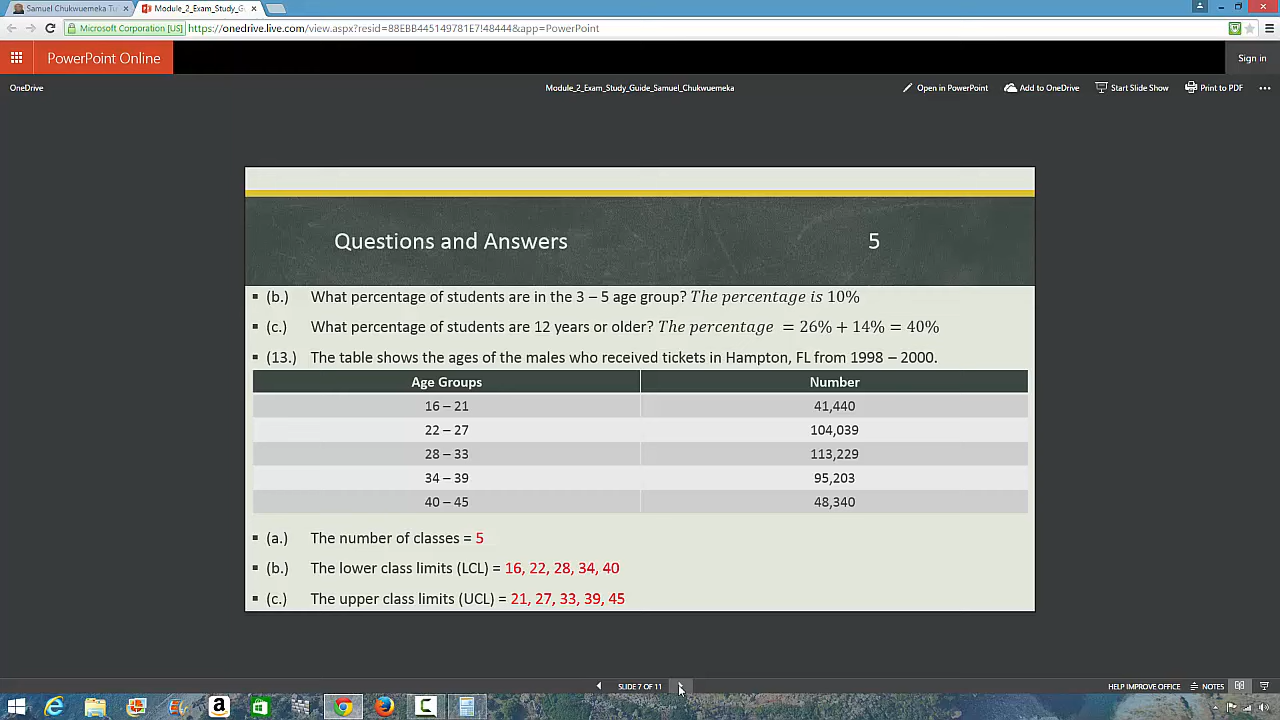 Samuel Chukwuemeka Tu
Module_2_Exam_Study_G
Microsoft Corporation [US]
https://onedrive.live.com/view.aspx?resid=88EBB445149781E7!48444&app=PowerPoint
PowerPoint Online
Sign in
OneDrive
Module_2_Exam_Study_Guide_Samuel_Chukwuemeka
Open in PowerPoint
Add to OneDrive
Start Slide Show
Print to PDF
Questions and Answers 5
▪ (b.) What percentage of students are in the 3 – 5 age group? The percentage is 10%
▪ (c.) What percentage of students are 12 years or older? The percentage = 26% + 14% = 40%
▪ (13.) The table shows the ages of the males who received tickets in Hampton, FL from 1998 – 2000.
Age Groups Number
16 – 21 41,440
22 – 27 104,039
28 – 33 113,229
34 – 39 95,203
40 – 45 48,340
▪ (a.) The number of classes = 5
▪ (b.) The lower class limits (LCL) = 16, 22, 28, 34, 40
▪ (c.) The upper class limits (UCL) = 21, 27, 33, 39, 45
SLIDE 7 OF 11
HELP IMPROVE OFFICE
NOTES